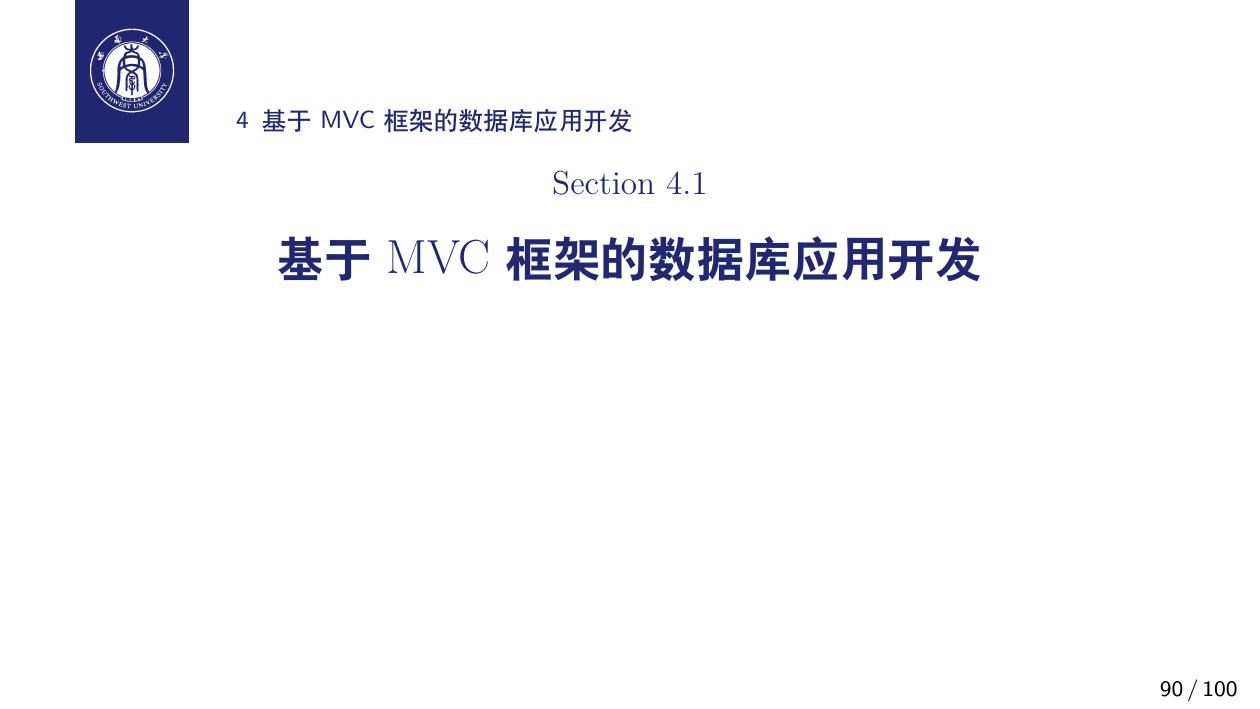 西南大学
SOUTHWEST UNIVERSITY
4 基于 MVC 框架的数据库应用开发
Section 4.1
基于 MVC 框架的数据库应用开发
90 / 100